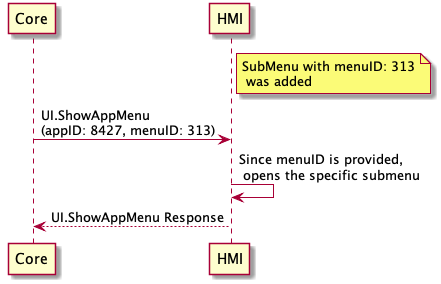 Core
HMI
SubMenu with menuID: 313
was added
UI.ShowAppMenu
(appID: 8427, menuID: 313)
Since menuID is provided,
opens the specific submenu
UI.ShowAppMenu Response
Core
HMI